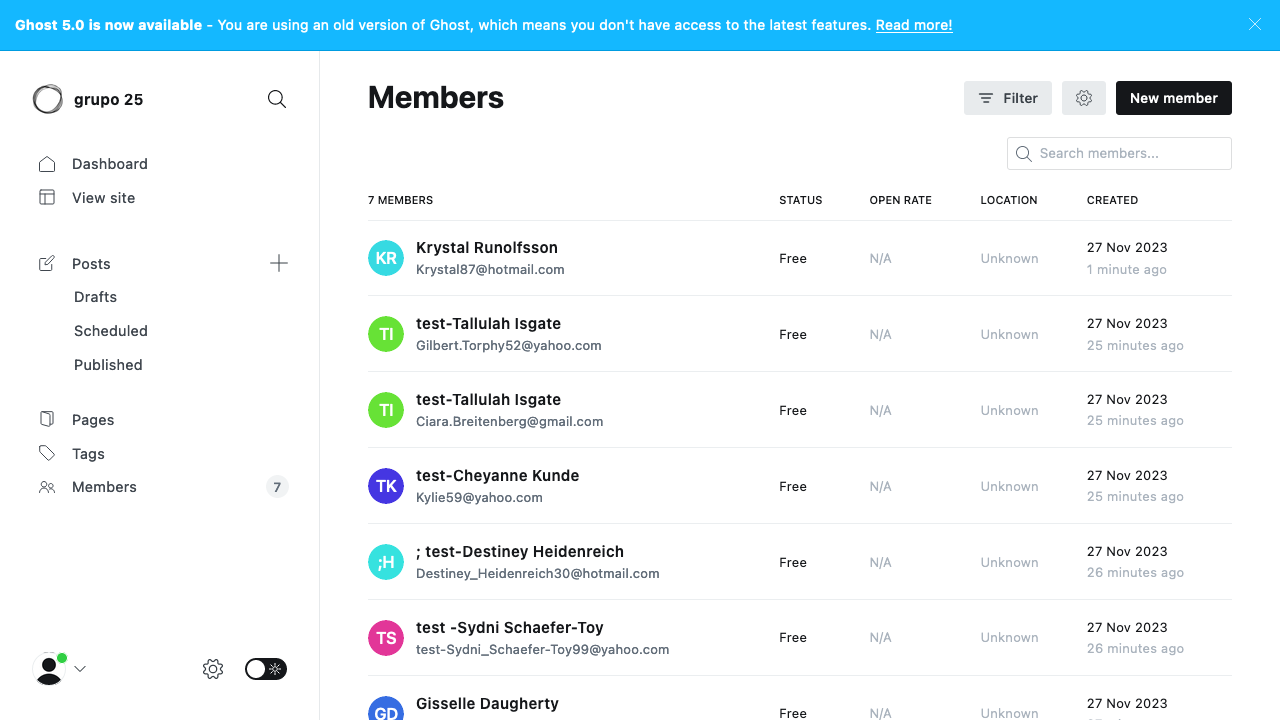 Ghost 5.0 is now available - You are using an old version of Ghost, which means you don't have access to the latest features. Read more!
grupo 25
Dashboard
View site
Posts
Drafts
Scheduled
Published
Pages
Tags
Members 7
Members
Filter
New member
Search members...
7 MEMBERS STATUS OPEN RATE LOCATION CREATED
KR Krystal Runolfsson Free N/A Unknown 27 Nov 2023
Krystal87@hotmail.com 1 minute ago
TI test-Tallulah Isgate Free N/A Unknown 27 Nov 2023
Gilbert.Torphy52@yahoo.com 25 minutes ago
TI test-Tallulah Isgate Free N/A Unknown 27 Nov 2023
Ciara.Breitenberg@gmail.com 25 minutes ago
TK test-Cheyanne Kunde Free N/A Unknown 27 Nov 2023
Kylie59@yahoo.com 25 minutes ago
;H ; test-Destiney Heidenreich Free N/A Unknown 27 Nov 2023
Destiney_Heidenreich30@hotmail.com 26 minutes ago
TS test -Sydni Schaefer-Toy Free N/A Unknown 27 Nov 2023
test-Sydni_Schaefer-Toy99@yahoo.com 26 minutes ago
GD Gisselle Daugherty Free N/A Unknown 27 Nov 2023